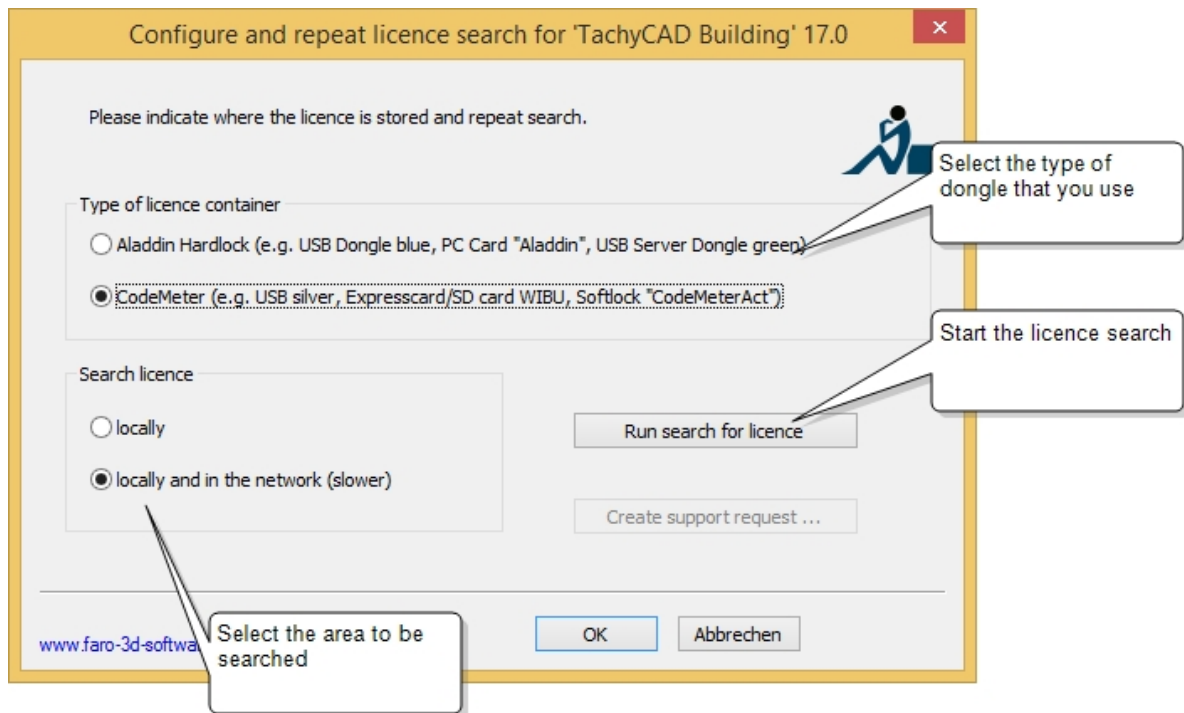 Configure and repeat licence search for 'TachyCAD Building' 17.0
Please indicate where the licence is stored and repeat search.
Select the type of
dongle that you use
Type of licence container
Aladdin Hardlock (e.g. USB Dongle blue, PC Card "Aladdin", USB Server Dongle green)
CodeMeter (e.g. USB silver, Expresscard/SD card WIBU, Softlock "CodeMeterAct")
Start the licence search
Search licence
locally
Run search for licence
locally and in the network (slower)
Create support request ...
Select the area to be
searched
OK
Abbrechen
www.faro-3d-softwa